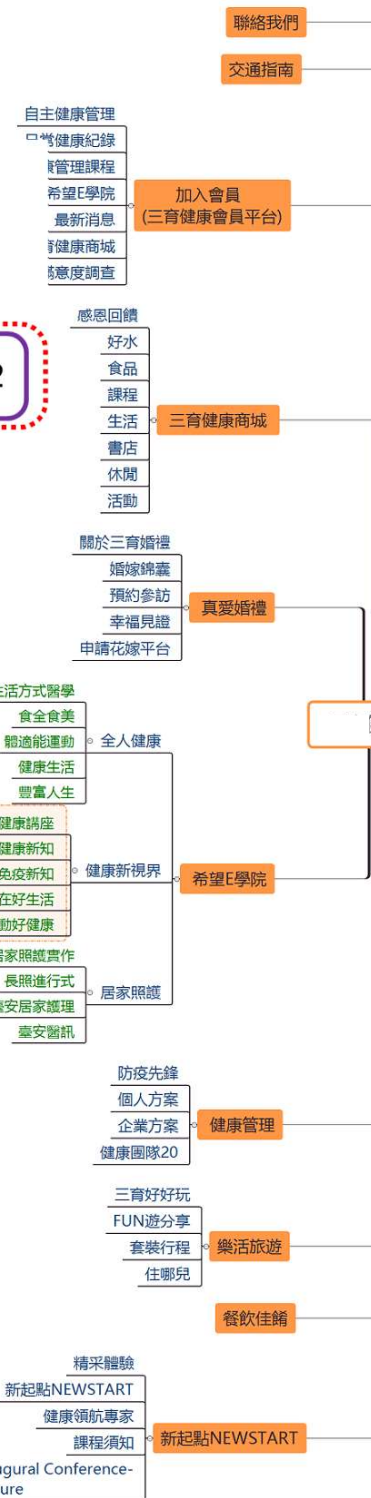 聯絡我們
交通指南
自主健康管理
健康紀錄
管理課程
希望E學院
最新消息
健康商城
意度調查
加入會員
(三育健康會員平台)
2
感恩回饋
好水
食品
課程
生活
書店
休閒
活動
三育健康商城
關於三育婚禮
婚嫁錦囊
預約參訪
幸福見證
申請花嫁平台
真愛婚禮
活方式醫學
食全食美
體適能運動
健康生活
豐富人生
全人健康
健康講座
健康新知
免疫新知
在好生活
動好健康
健康新視界
希望E學院
家照護實作
長照進行式
安居家護理
臺安醫訊
居家照護
防疫先鋒
個人方案
企業方案
健康團隊20
健康管理
三育好好玩
FUN遊分享
套裝行程
住哪兒
樂活旅遊
餐飲佳餚
精采體驗
新起點NEWSTART
健康領航專家
課程須知
ugural Conference-
ure
新起點NEWSTART